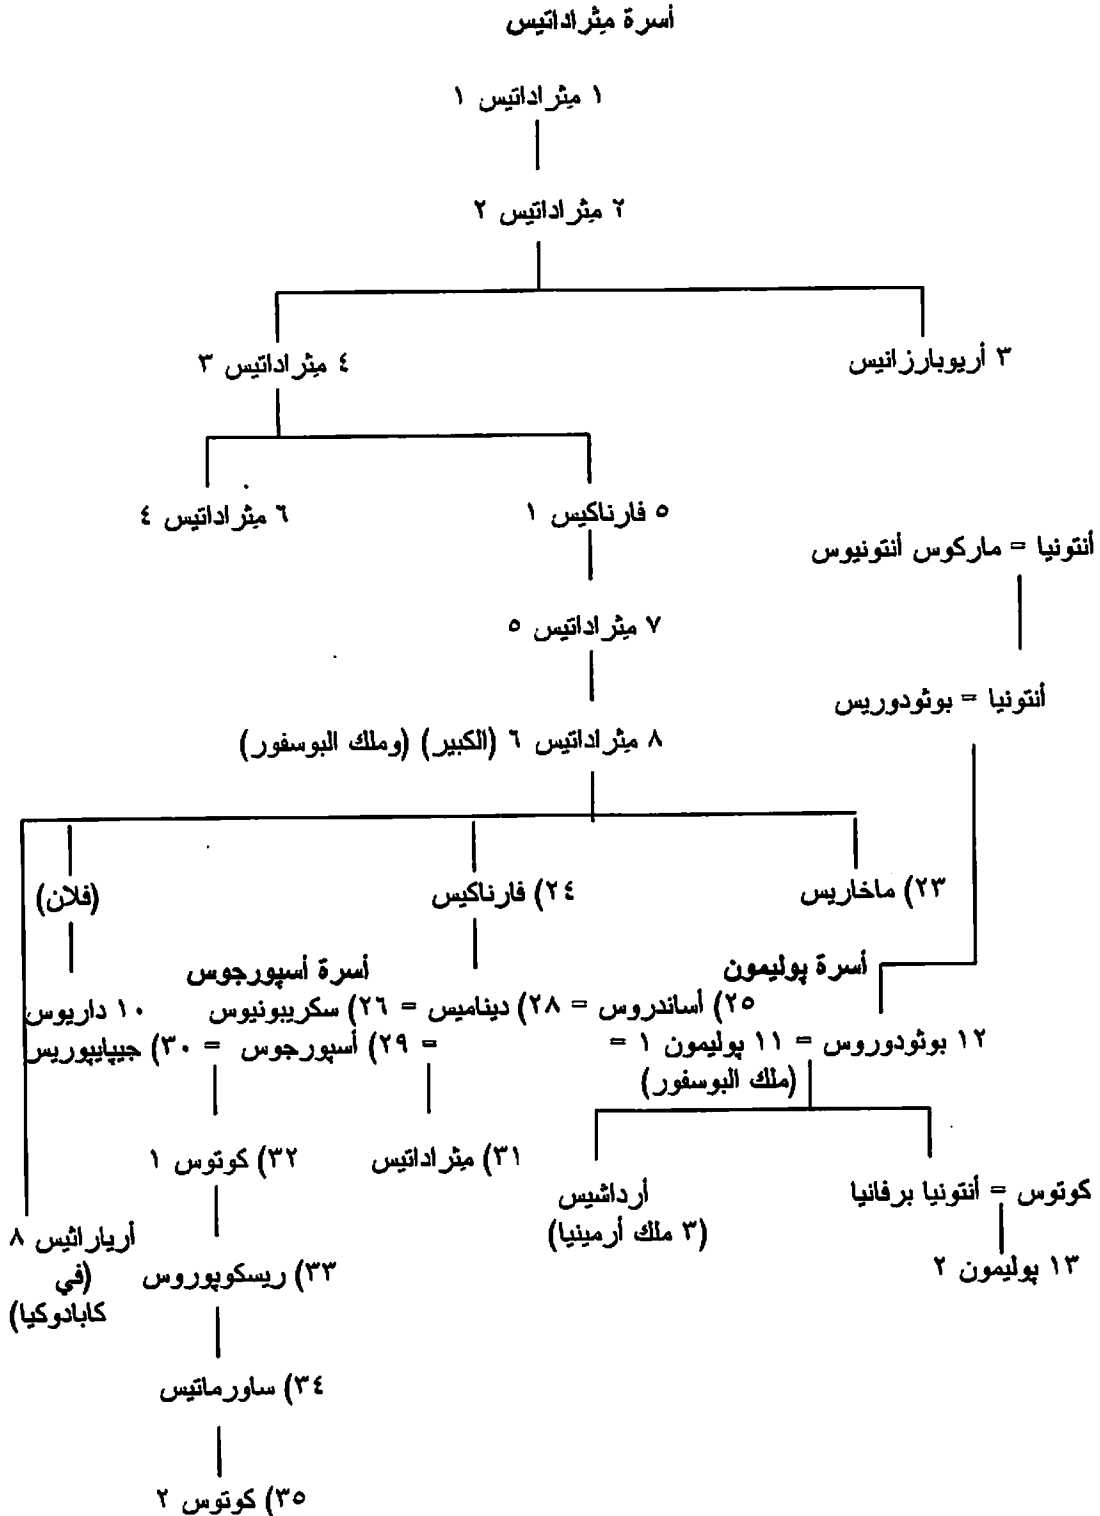 أسرة مِثراداتيس
١ مِثراداتيس ١
٢ مِثراداتيس ٢
٣ أريوبارزانيس
٤ مِثراداتيس ٣
٥ فارناكيس ١
٦ مِثراداتيس ٤
أنتونيا = ماركوس أنتونيوس
٧ مِثراداتيس ٥
أنتونيا = بوثودوريس
٨ مِثراداتيس ٦ (الكبير) (وملك البوسفور)
٢٣) ماخاريس
٢٤) فارناكيس
(فلان)
أسرة پوليمون
أسرة أسپورجوس
٢٥) أساندروس = ٢٨) ديناميس = ٢٦) سكريبونيوس
١٠ داريوس
١٢ بوثودوروس = ١١ پوليمون ١ =
= ٢٩) أسپورجوس = ٣٠) جيپايپوريس
(ملك البوسفور)
٣١) مِثراداتيس
٣٢) كوتوس ١
كوتوس = أنتونيا برفانيا
أرداشيس
(٣ ملك أرمينيا)
أرياراثيس ٨
(في
كابادوكيا)
١٣ پوليمون ٢
٣٣) ريسكوپوروس
٣٤) ساورماتيس
٣٥) كوتوس ٢